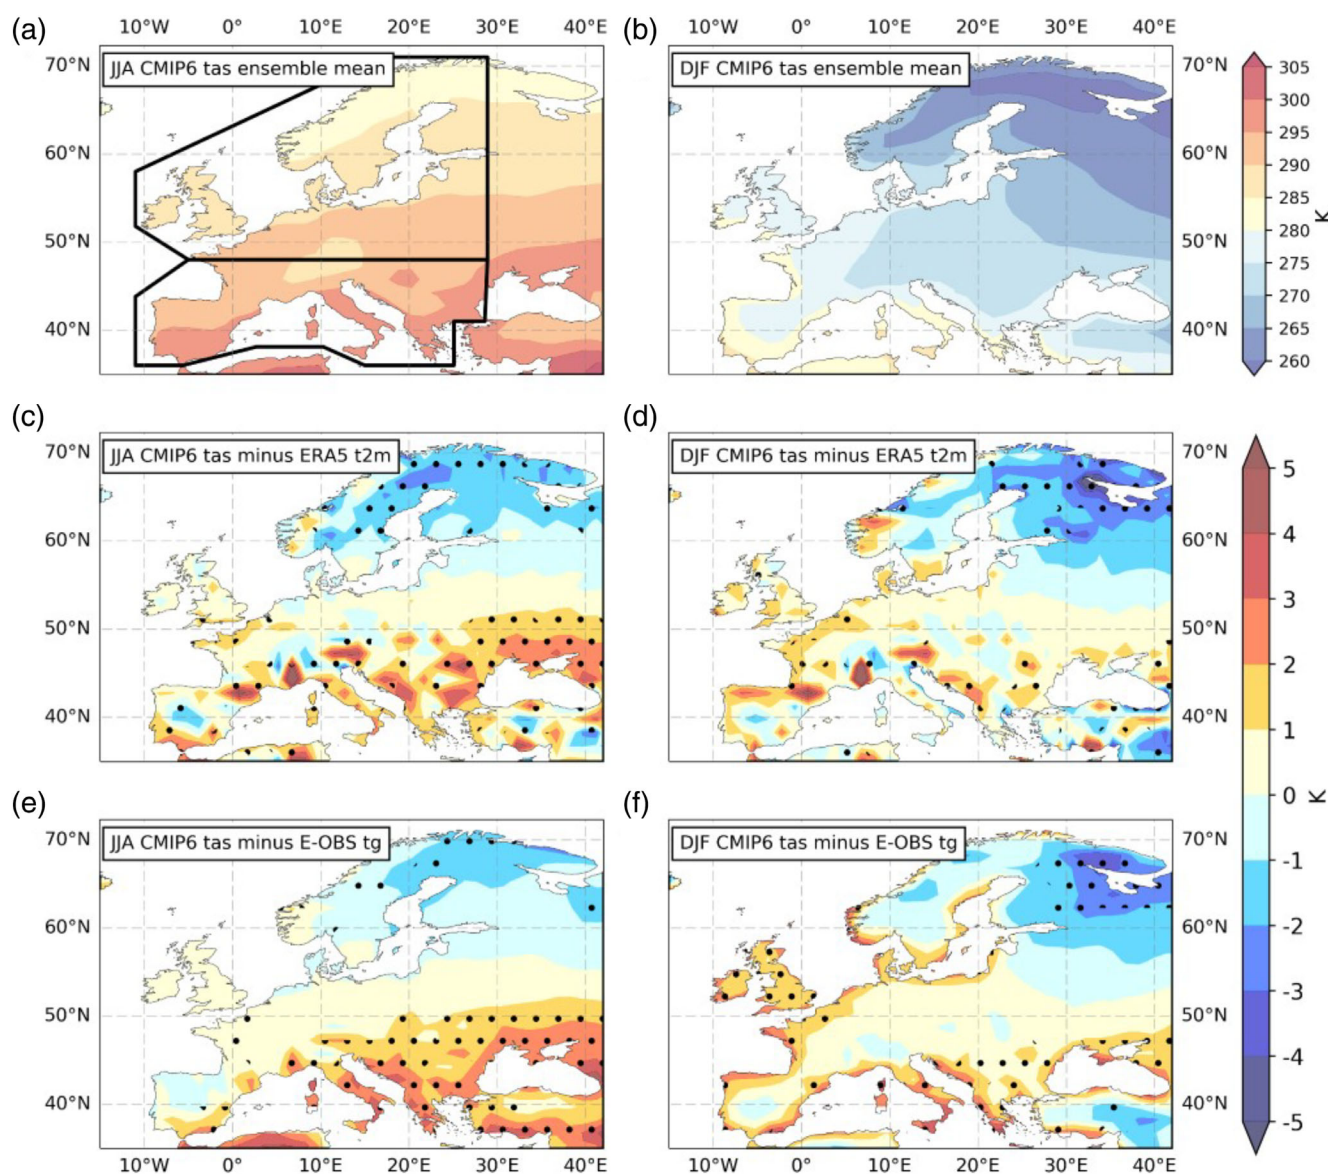 (a) 10°W 0° 10°E 20°E 30°E 40°E (b) 10°W 0° 10°E 20°E 30°E 40°E
70°N JJA CMIP6 tas ensemble mean DJF CMIP6 tas ensemble mean 70°N 305
300
295
60°N 60°N 290
285
50°N 50°N 280 K
275
270
40°N 40°N 265
260
(c) (d)
70°N JJA CMIP6 tas minus ERA5 t2m DJF CMIP6 tas minus ERA5 t2m 70°N 5
60°N 60°N 4
3
50°N 50°N 2
40°N 40°N 1
(e) (f) 0 K
70°N JJA CMIP6 tas minus E-OBS tg DJF CMIP6 tas minus E-OBS tg 70°N -1
60°N 60°N -2
-3
50°N 50°N -4
40°N 40°N -5
10°W 0° 10°E 20°E 30°E 40°E 10°W 0° 10°E 20°E 30°E 40°E